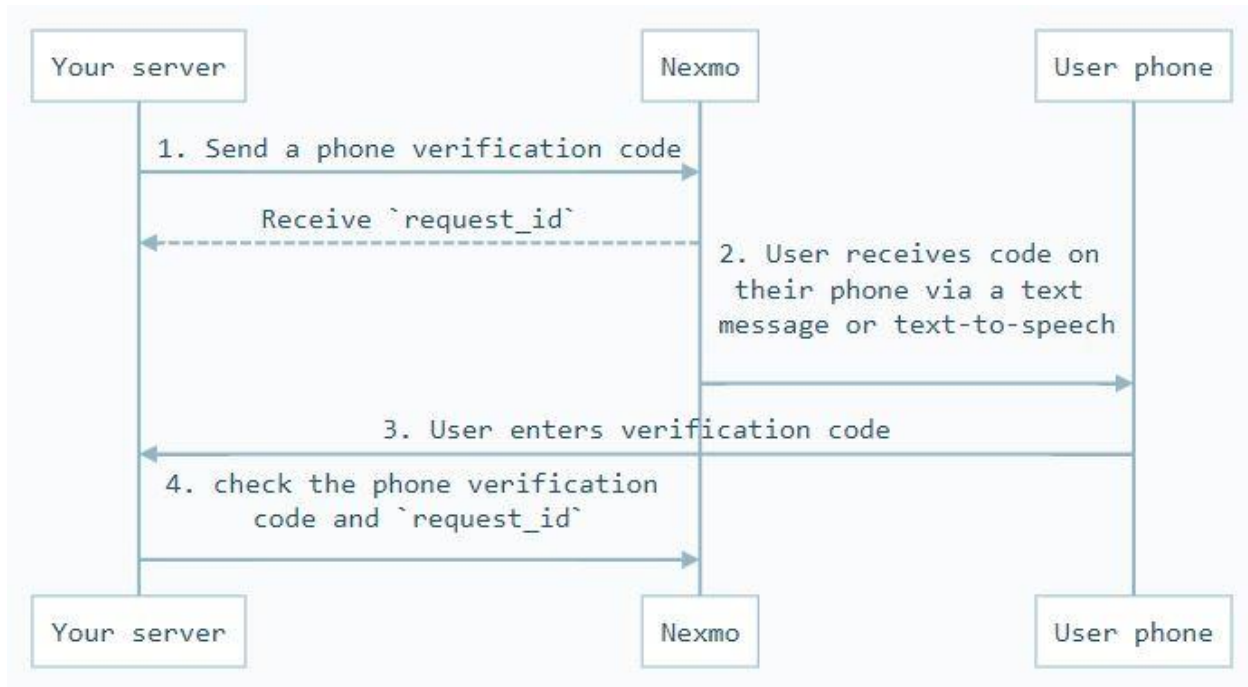 Your server
Nexmo
User phone
1. Send a phone verification code
Receive `request_id`
2. User receives code on
their phone via a text
message or text-to-speech
3. User enters verification code
4. check the phone verification
code and `request_id`
Your server
Nexmo
User phone